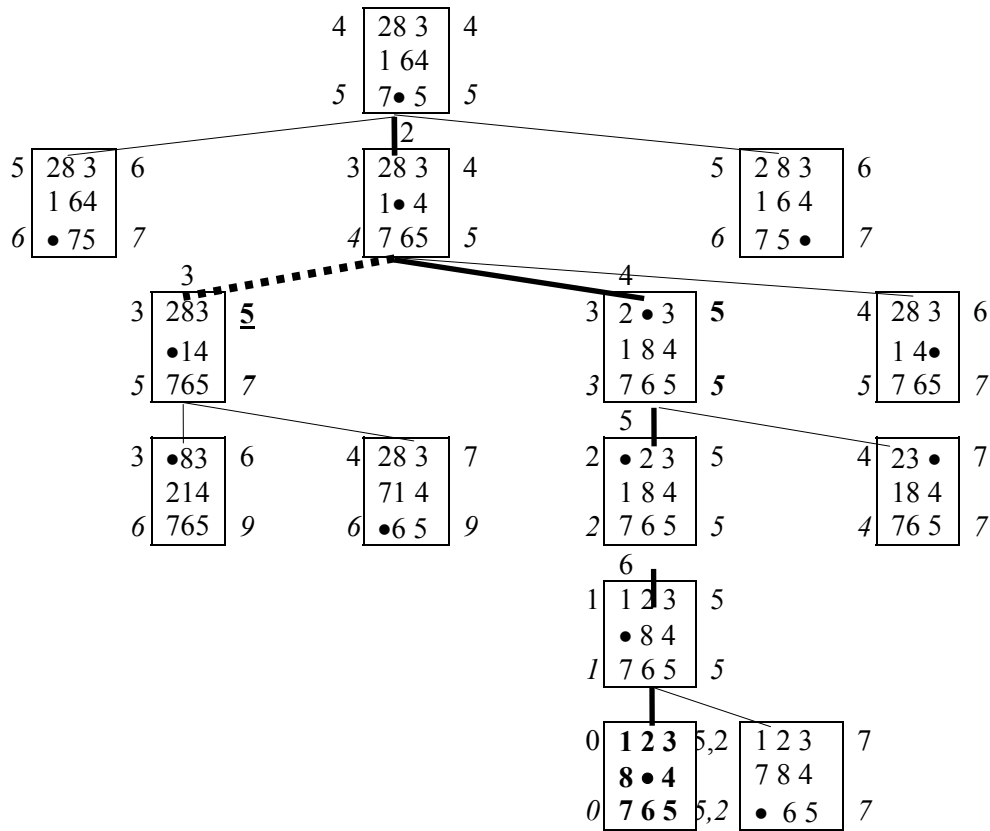 4 28 3 4
1 64
5 7● 5 5
2
5 28 3 6 3 28 3 4 5 2 8 3 6
1 64 1● 4 1 6 4
6 ● 75 7 4 7 65 5 6 7 5 ● 7
3 4
3 283 5 3 2 ● 3 5 4 28 3 6
●14 1 8 4 1 4●
5 765 7 3 7 6 5 5 5 7 65 7
5
3 ●83 6 4 28 3 7 2 ● 2 3 5 4 23 ● 7
214 71 4 1 8 4 18 4
6 765 9 6 ●6 5 9 2 7 6 5 5 4 76 5 7
6
1 1 2 3 5
● 8 4
1 7 6 5 5
0 1 2 3 5,2 1 2 3 7
8 ● 4 7 8 4
0 7 6 5 5,2 ● 6 5 7